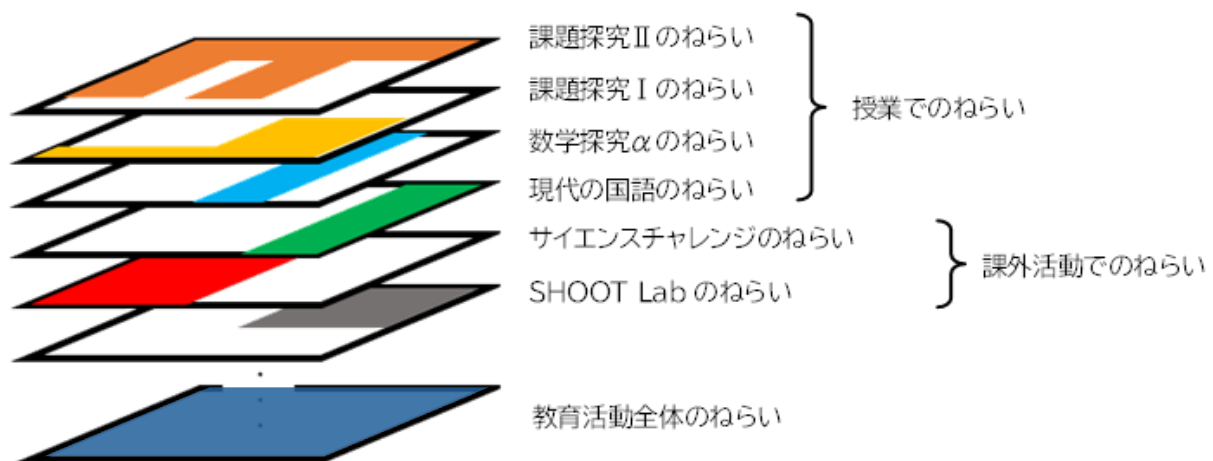 課題探究Ⅱのねらい
課題探究Ⅰのねらい
数学探究αのねらい
現代の国語のねらい
授業でのねらい
サイエンスチャレンジのねらい
SHOOT Labのねらい
課外活動でのねらい
教育活動全体のねらい